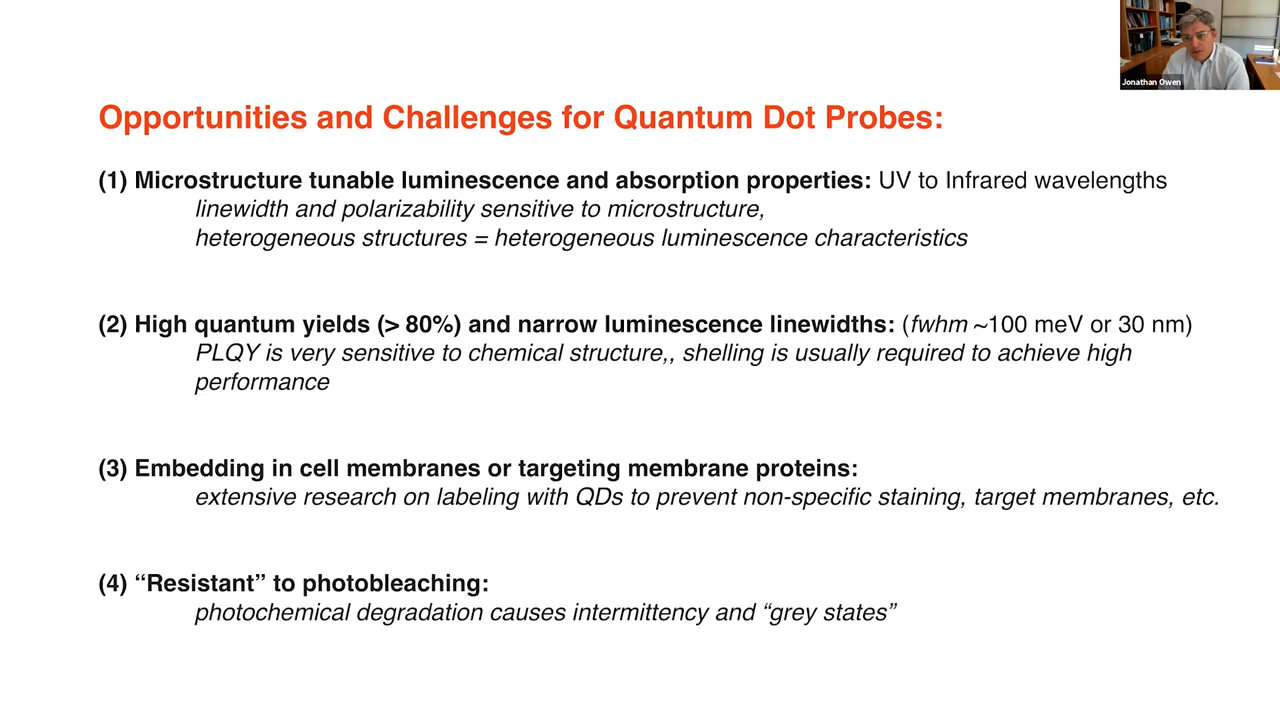 Jonathan Owen
Opportunities and Challenges for Quantum Dot Probes:
(1) Microstructure tunable luminescence and absorption properties: UV to Infrared wavelengths
linewidth and polarizability sensitive to microstructure,
heterogeneous structures = heterogeneous luminescence characteristics
(2) High quantum yields (> 80%) and narrow luminescence linewidths: (fwhm ~100 meV or 30 nm)
PLQY is very sensitive to chemical structure,, shelling is usually required to achieve high
performance
(3) Embedding in cell membranes or targeting membrane proteins:
extensive research on labeling with QDs to prevent non-specific staining, target membranes, etc.
(4) “Resistant” to photobleaching:
photochemical degradation causes intermittency and “grey states”